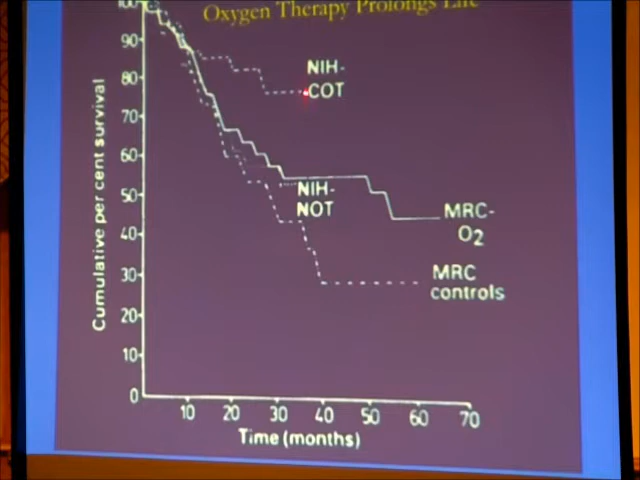 Oxygen Therapy Prolongs Life
100
90
80
70
60
50
40
30
20
10
0
Cumulative per cent survival
NIH-
COT
NIH-
NOT
MRC-
O2
MRC
controls
10 20 30 40 50 60 70
Time (months)